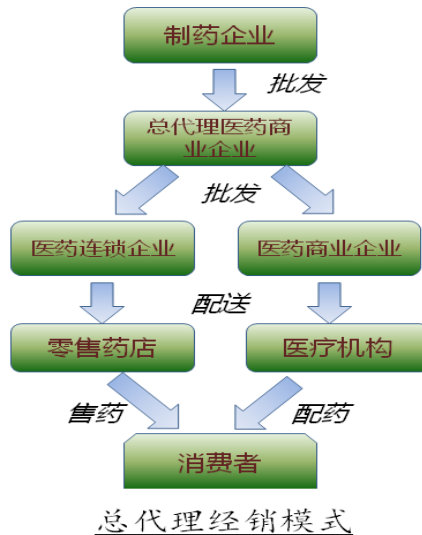 制药企业
批发
总代理医药商
业企业
批发
医药连锁企业
医药商业企业
配送
零售药店
医疗机构
售药
配药
消费者
总代理经销模式